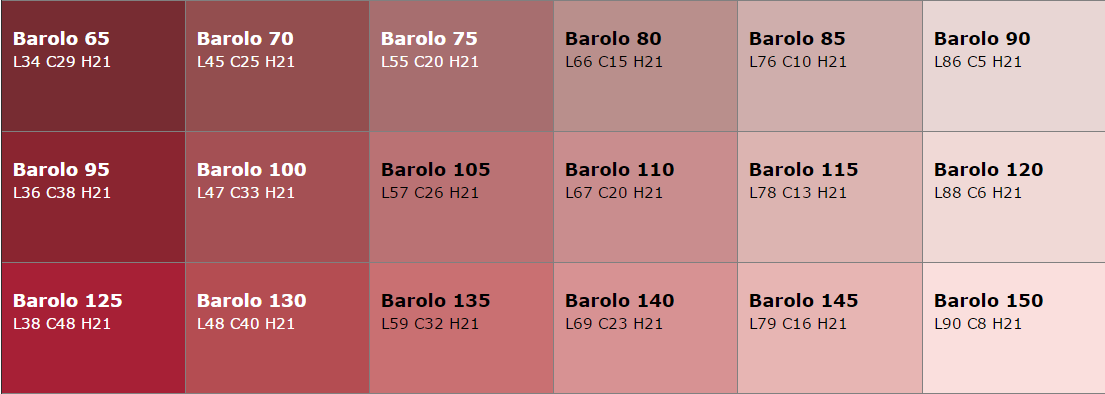 Barolo 65
L34 C29 H21
Barolo 70
L45 C25 H21
Barolo 75
L55 C20 H21
Barolo 80
L66 C15 H21
Barolo 85
L76 C10 H21
Barolo 90
L86 C5 H21
Barolo 95
L36 C38 H21
Barolo 100
L47 C33 H21
Barolo 105
L57 C26 H21
Barolo 110
L67 C20 H21
Barolo 115
L78 C13 H21
Barolo 120
L88 C6 H21
Barolo 125
L38 C48 H21
Barolo 130
L48 C40 H21
Barolo 135
L59 C32 H21
Barolo 140
L69 C23 H21
Barolo 145
L79 C16 H21
Barolo 150
L90 C8 H21